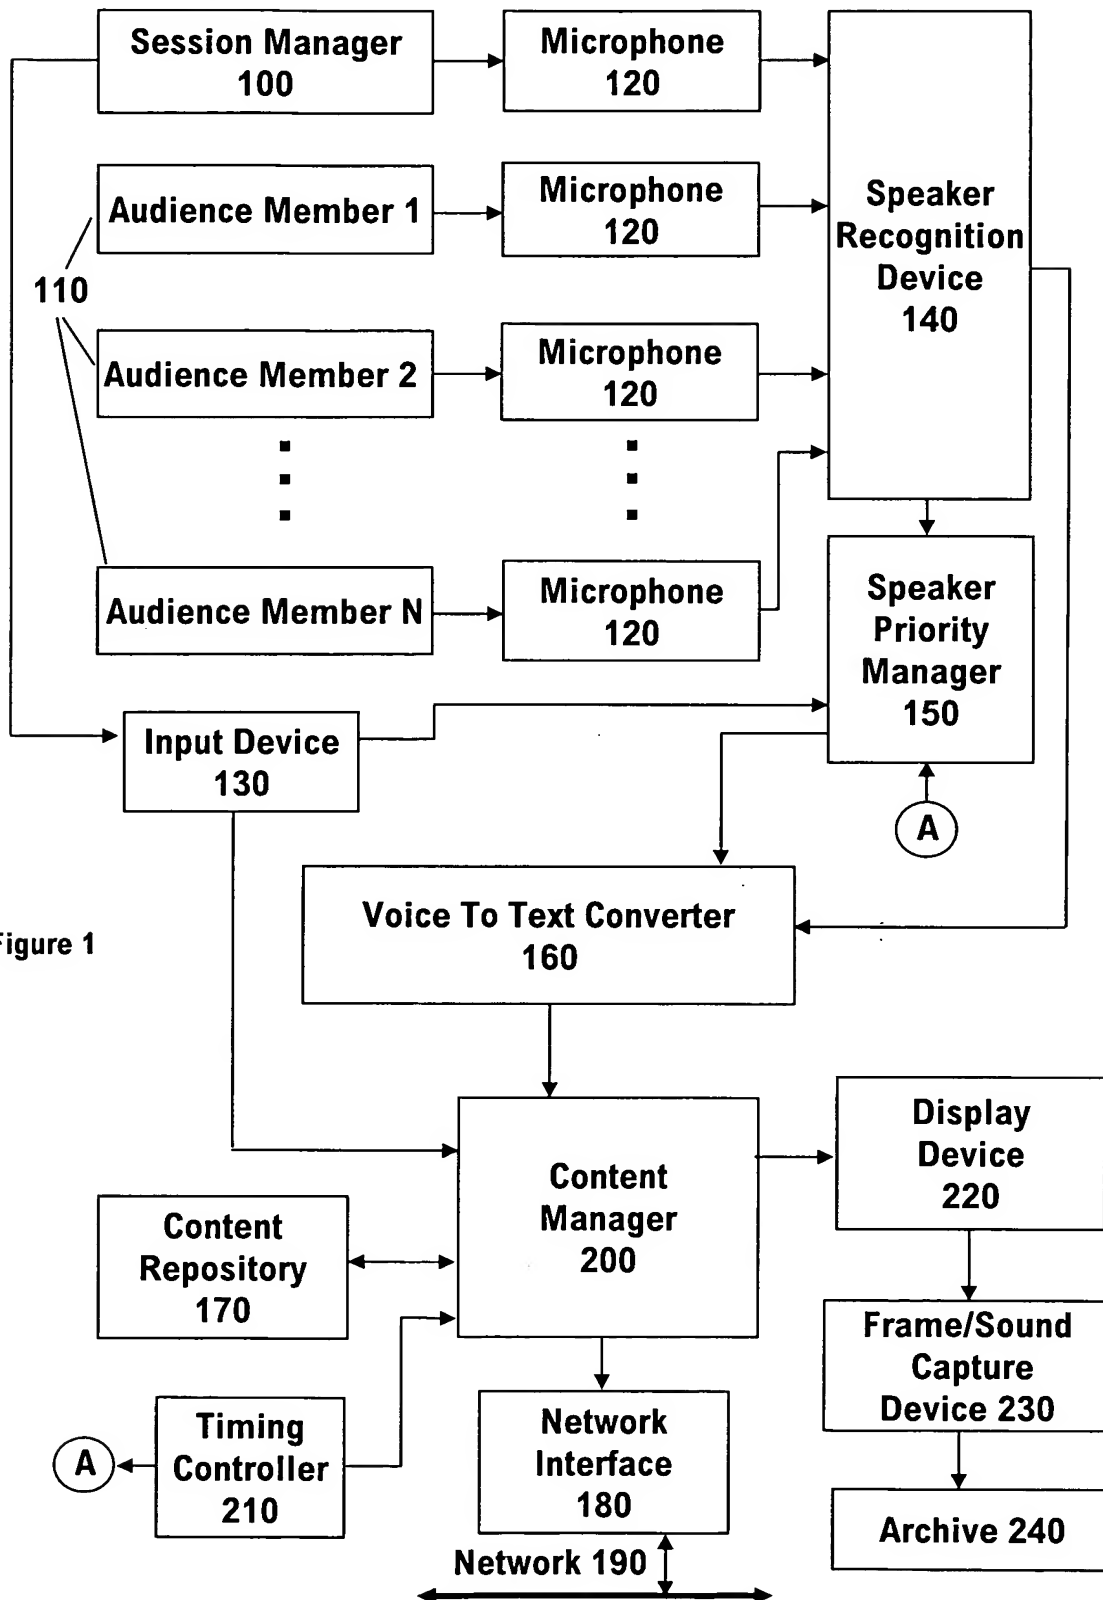 Session Manager
100
Microphone
120
Audience Member 1
Microphone
120
Speaker
Recognition
Device
140
110
Audience Member 2
Microphone
120
Audience Member N
Microphone
120
Speaker
Priority
Manager
150
Input Device
130
A
Voice To Text Converter
160
Figure 1
Content
Manager
200
Display
Device
220
Content
Repository
170
Frame/Sound
Capture
Device 230
Timing
Controller
210
A
Network
Interface
180
Archive 240
Network 190